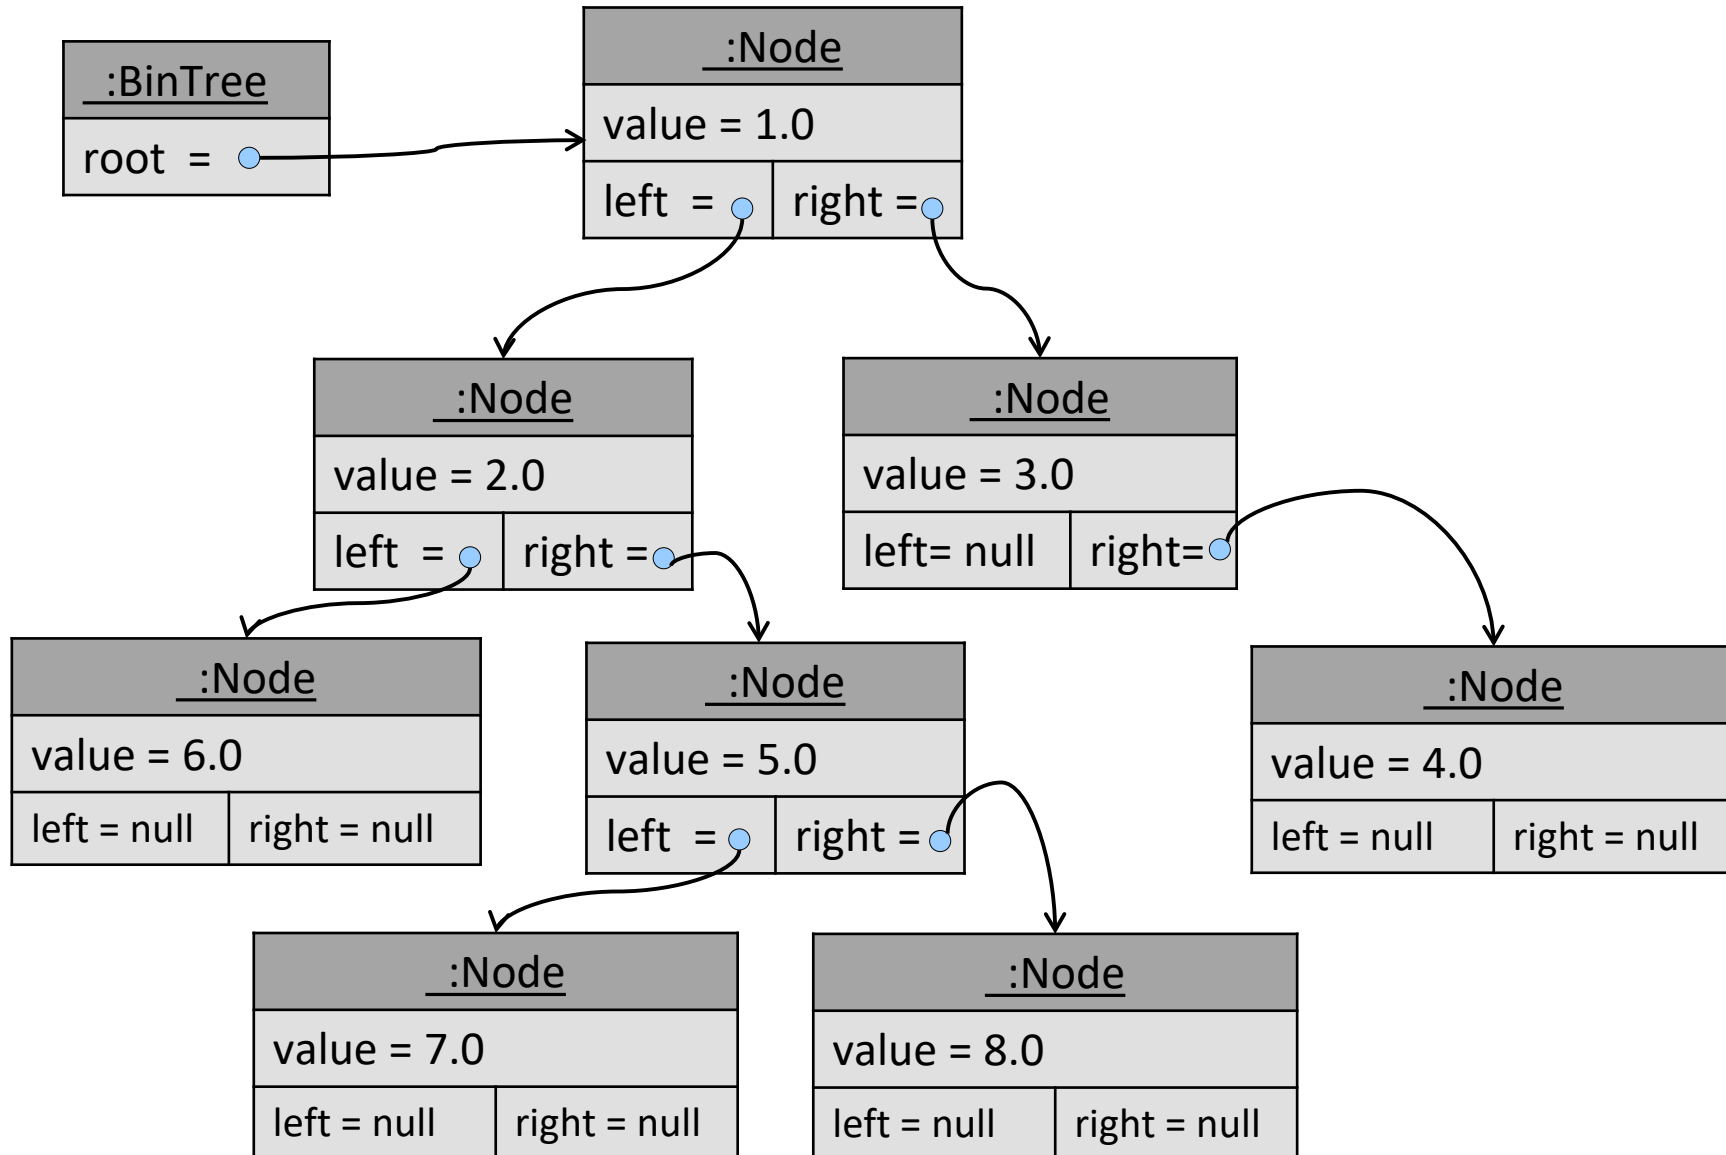 :Node
:BinTree
value = 1.0
root =
left =
right =
:Node
:Node
value = 2.0
value = 3.0
left =
right =
left= null
right=
:Node
:Node
:Node
value = 6.0
value = 5.0
value = 4.0
left = null
right = null
left =
right =
left = null
right = null
:Node
:Node
value = 7.0
value = 8.0
left = null
right = null
left = null
right = null